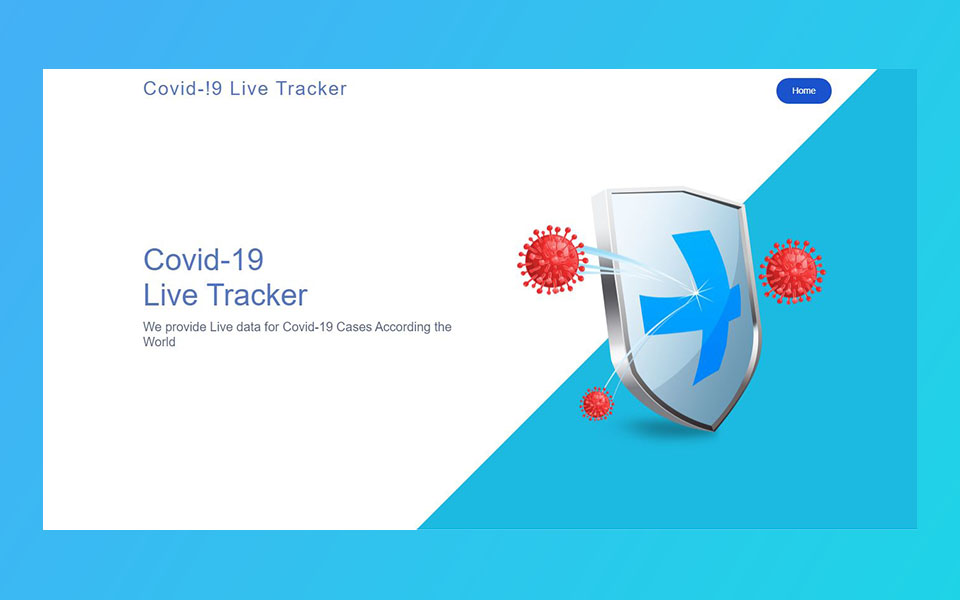 Covid-!9 Live Tracker
Home
Covid-19
Live Tracker
We provide Live data for Covid-19 Cases According the
World